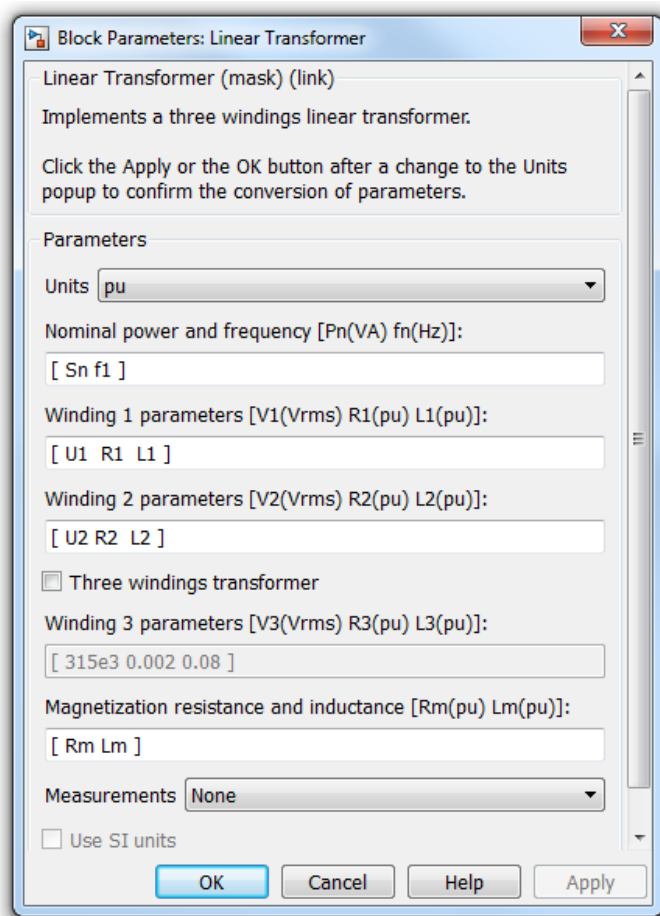 Block Parameters: Linear Transformer
Linear Transformer (mask) (link)
Implements a three windings linear transformer.
Click the Apply or the OK button after a change to the Units
popup to confirm the conversion of parameters.
Parameters
Units pu
Nominal power and frequency [Pn(VA) fn(Hz)]:
[ Sn f1 ]
Winding 1 parameters [V1(Vrms) R1(pu) L1(pu)]:
[ U1  R1  L1 ]
Winding 2 parameters [V2(Vrms) R2(pu) L2(pu)]:
[ U2 R2  L2 ]
Three windings transformer
Winding 3 parameters [V3(Vrms) R3(pu) L3(pu)]:
[ 315e3 0.002 0.08 ]
Magnetization resistance and inductance [Rm(pu) Lm(pu)]:
[ Rm Lm ]
Measurements None
Use SI units
OK Cancel Help Apply